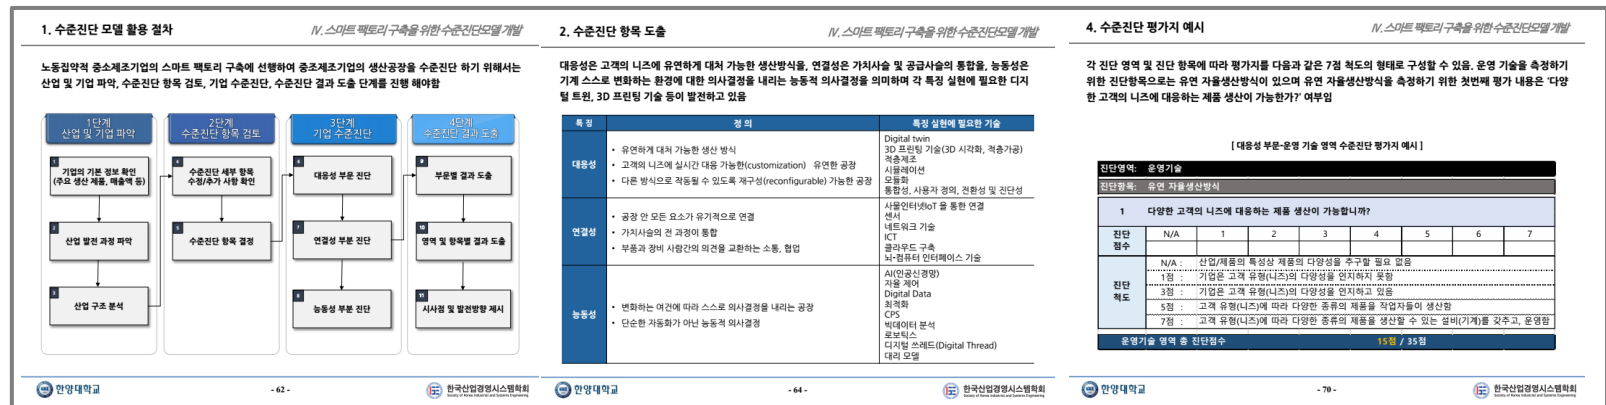 1. 수준진단 모델 활용 절차
IV. 스마트 팩토리 구축을 위한 수준진단모델 개발
노동집약적 중소제조기업의 스마트 팩토리 구축에 선행하여 중조제조기업의 생산공장을 수준진단 하기 위해서는
산업 및 기업 파악, 수준진단 항목 검토, 기업 수준진단, 수준진단 결과 도출 단계를 진행 해야함
1단계
산업 및 기업 파악
1
기업의 기본 정보 확인
(주요 생산 제품, 매출액 등)
2
산업 발전 과정 파악
3
산업 구조 분석
2단계
수준진단 항목 검토
4
수준진단 세부 항목
수정/추가 사항 확인
5
수준진단 항목 결정
3단계
기업 수준진단
6
대응성 부문 진단
7
연결성 부분 진단
8
능동성 부분 진단
4단계
수준진단 결과 도출
9
부문별 결과 도출
10
영역 및 항목별 결과 도출
11
시사점 및 발전방향 제시
한양대학교
- 62 -
한국산업경영시스템학회
Society of Korea Industrial and Systems Engineering
2. 수준진단 항목 도출
IV. 스마트 팩토리 구축을 위한 수준진단모델 개발
대응성은 고객의 니즈에 유연하게 대처 가능한 생산방식을, 연결성은 가치사슬 및 공급사슬의 통합을, 능동성은
기계 스스로 변화하는 환경에 대한 의사결정을 내리는 능동적 의사결정을 의미하며 각 특징 실현에 필요한 디지
털 트윈, 3D 프린팅 기술 등이 발전하고 있음
특 징
정 의
특징 실현에 필요한 기술
대응성
• 유연하게 대처 가능한 생산 방식
• 고객의 니즈에 실시간 대응 가능한(customization) 유연한 공장
• 다른 방식으로 작동될 수 있도록 재구성(reconfigurable) 가능한 공장
Digital twin
3D 프린팅 기술(3D 시각화, 적층가공)
적층제조
시뮬레이션
모듈화
통합성, 사용자 정의, 전환성 및 진단성
연결성
• 공장 안 모든 요소가 유기적으로 연결
• 가치사슬의 전 과정이 통합
• 부품과 장비 사람간의 의견을 교환하는 소통, 협업
사물인터넷IoT 을 통한 연결
센서
네트워크 기술
ICT
클라우드 구축
뇌-컴퓨터 인터페이스 기술
능동성
• 변화하는 여건에 따라 스스로 의사결정을 내리는 공장
• 단순한 자동화가 아닌 능동적 의사결정
AI(인공신경망)
자율 제어
Digital Data
최적화
CPS
빅데이터 분석
로보틱스
디지털 쓰레드(Digital Thread)
대리 모델
한양대학교
- 64 -
한국산업경영시스템학회
Society of Korea Industrial and Systems Engineering
4. 수준진단 평가지 예시
IV. 스마트 팩토리 구축을 위한 수준진단모델 개발
각 진단 영역 및 진단 항목에 따라 평가지를 다음과 같은 7점 척도의 형태로 구성할 수 있음. 운영 기술을 측정하기
위한 진단항목으로는 유연 자율생산방식이 있으며 유연 자율생산방식을 측정하기 위한 첫번째 평가 내용은 '다양
한 고객의 니즈에 대응하는 제품 생산이 가능한가?' 여부임
[ 대응성 부문-운영 기술 영역 수준진단 평가지 예시 ]
진단영역: 운영기술
진단항목: 유연 자율생산방식
1 다양한 고객의 니즈에 대응하는 제품 생산이 가능합니까?
진단
점수
N/A 1 2 3 4 5 6 7
진단
척도
N/A : 산업/제품의 특성상 제품의 다양성을 추구할 필요 없음
1점 : 기업은 고객 유형(니즈)의 다양성을 인지하지 못함
3점 : 기업은 고객 유형(니즈)의 다양성을 인지하고 있음
5점 : 고객 유형(니즈)에 따라 다양한 종류의 제품을 작업자들이 생산함
7점 : 고객 유형(니즈)에 따라 다양한 종류의 제품을 생산할 수 있는 설비(기계)를 갖추고, 운영함
운영기술 영역 총 진단점수 15점 / 35점
한양대학교
- 70 -
한국산업경영시스템학회
Society of Korea Industrial and Systems Engineering